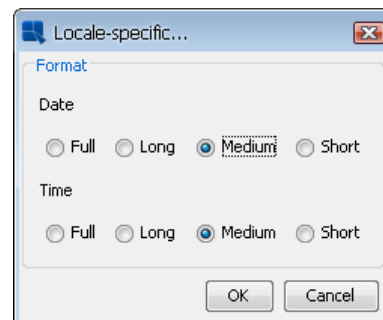 Locale-specific...
Format
Date
Full Long Medium Short
Time
Full Long Medium Short
OK Cancel